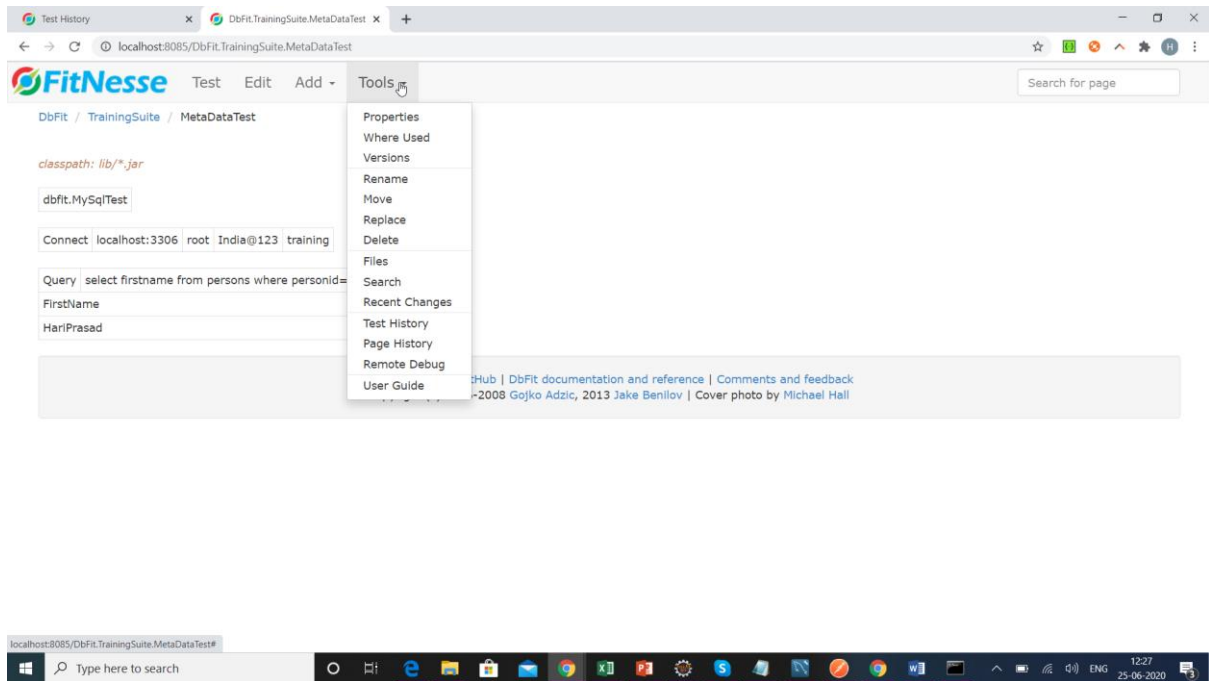 Test History DbFit.TrainingSuite.MetaDataTest
localhost:8085/DbFit.TrainingSuite.MetaDataTest
H
FitNesse Test Edit Add Tools Search for page
DbFit / TrainingSuite / MetaDataTest
classpath: lib/*.jar
dbfit.MySqlTest
Connect localhost:3306 root India@123 training
Query select firstname from persons where personid=
FirstName
HariPrasad
Properties
Where Used
Versions
Rename
Move
Replace
Delete
Files
Search
Recent Changes
Test History
Page History
Remote Debug
User Guide
Hub | DbFit documentation and reference | Comments and feedback
-2008 Gojko Adzic, 2013 Jake Benilov | Cover photo by Michael Hall
localhost:8085/DbFit.TrainingSuite.MetaDataTest#
Type here to search
ENG
12:27
25-06-2020